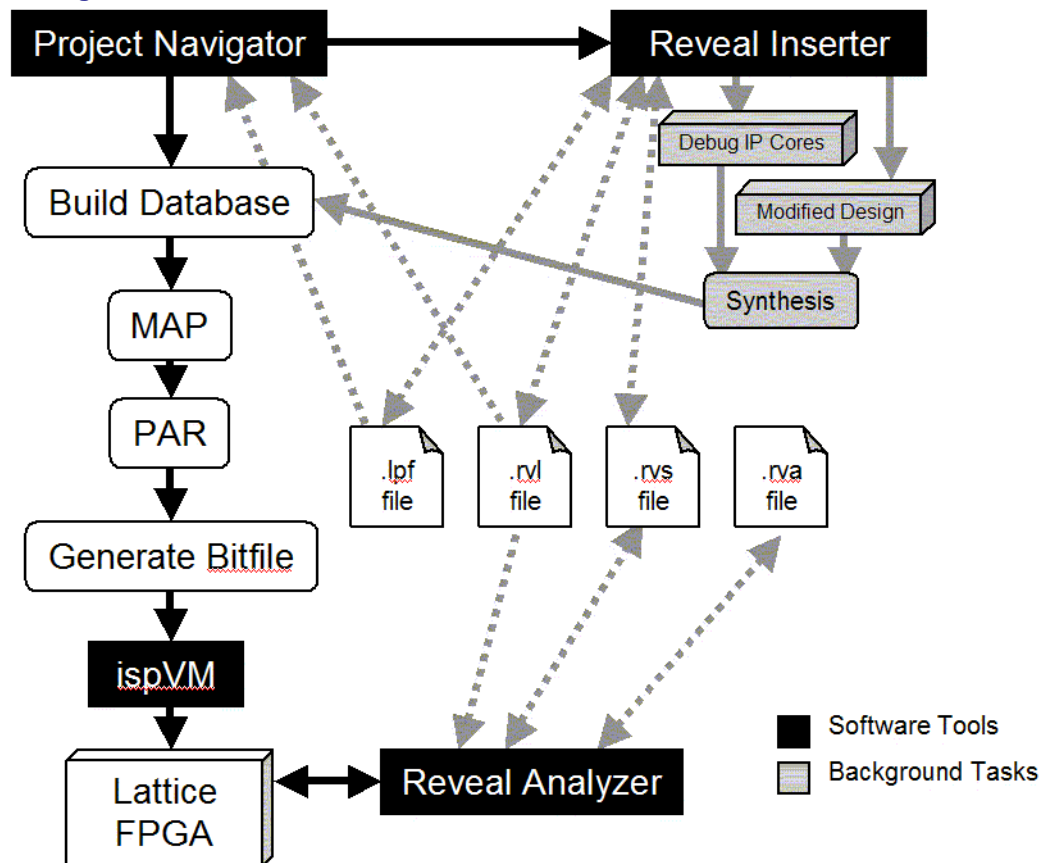 Project Navigator
Reveal Inserter
Debug IP Cores
Build Database
Modified Design
Synthesis
MAP
PAR
.lpf
file
.rvl
file
.rvs
file
.rva
file
Generate Bitfile
ispVM
Software Tools
Background Tasks
Reveal Analyzer
Lattice
FPGA